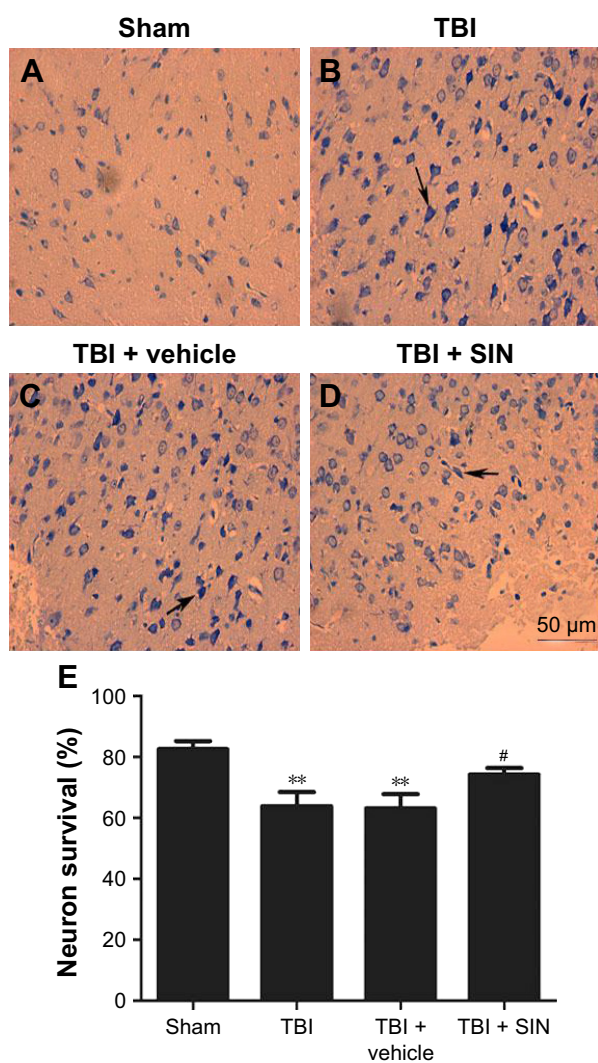 Sham
TBI
A
B
TBI + vehicle
TBI + SIN
C
D
50 µm
E
Neuron survival (%)
100
80
60
40
20
0
**
**
#
Sham
TBI
TBI +
vehicle
TBI + SIN